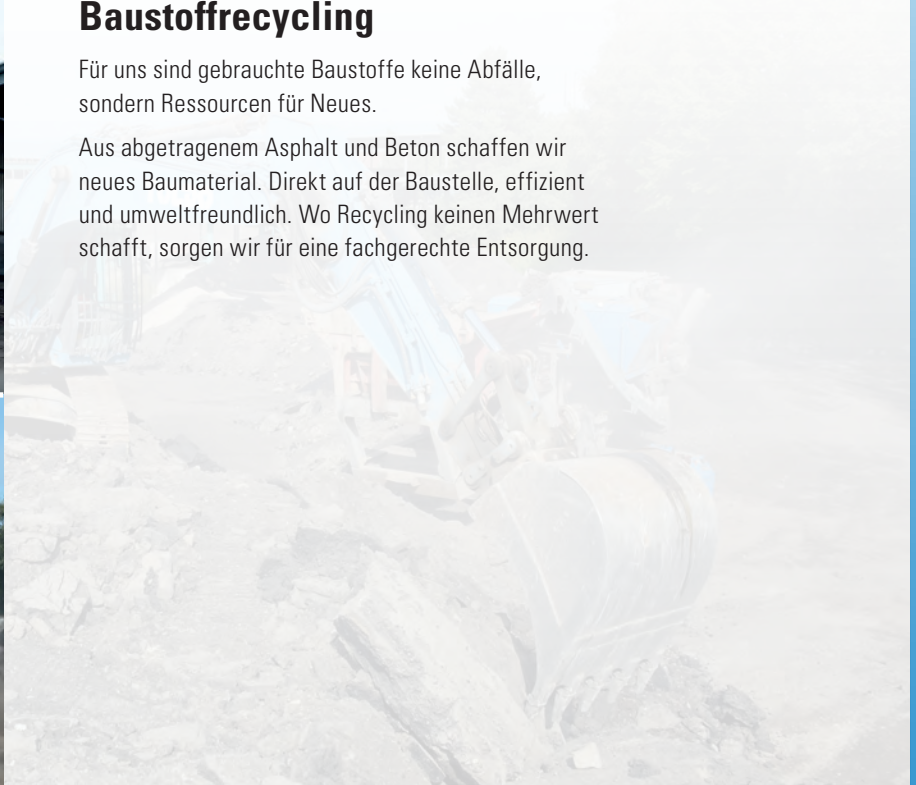 Baustoffrecycling
Für uns sind gebrauchte Baustoffe keine Abfälle,
sondern Ressourcen für Neues.
Aus abgetragenem Asphalt und Beton schaffen wir
neues Baumaterial. Direkt auf der Baustelle, effizient
und umweltfreundlich. Wo Recycling keinen Mehrwert
schafft, sorgen wir für eine fachgerechte Entsorgung.